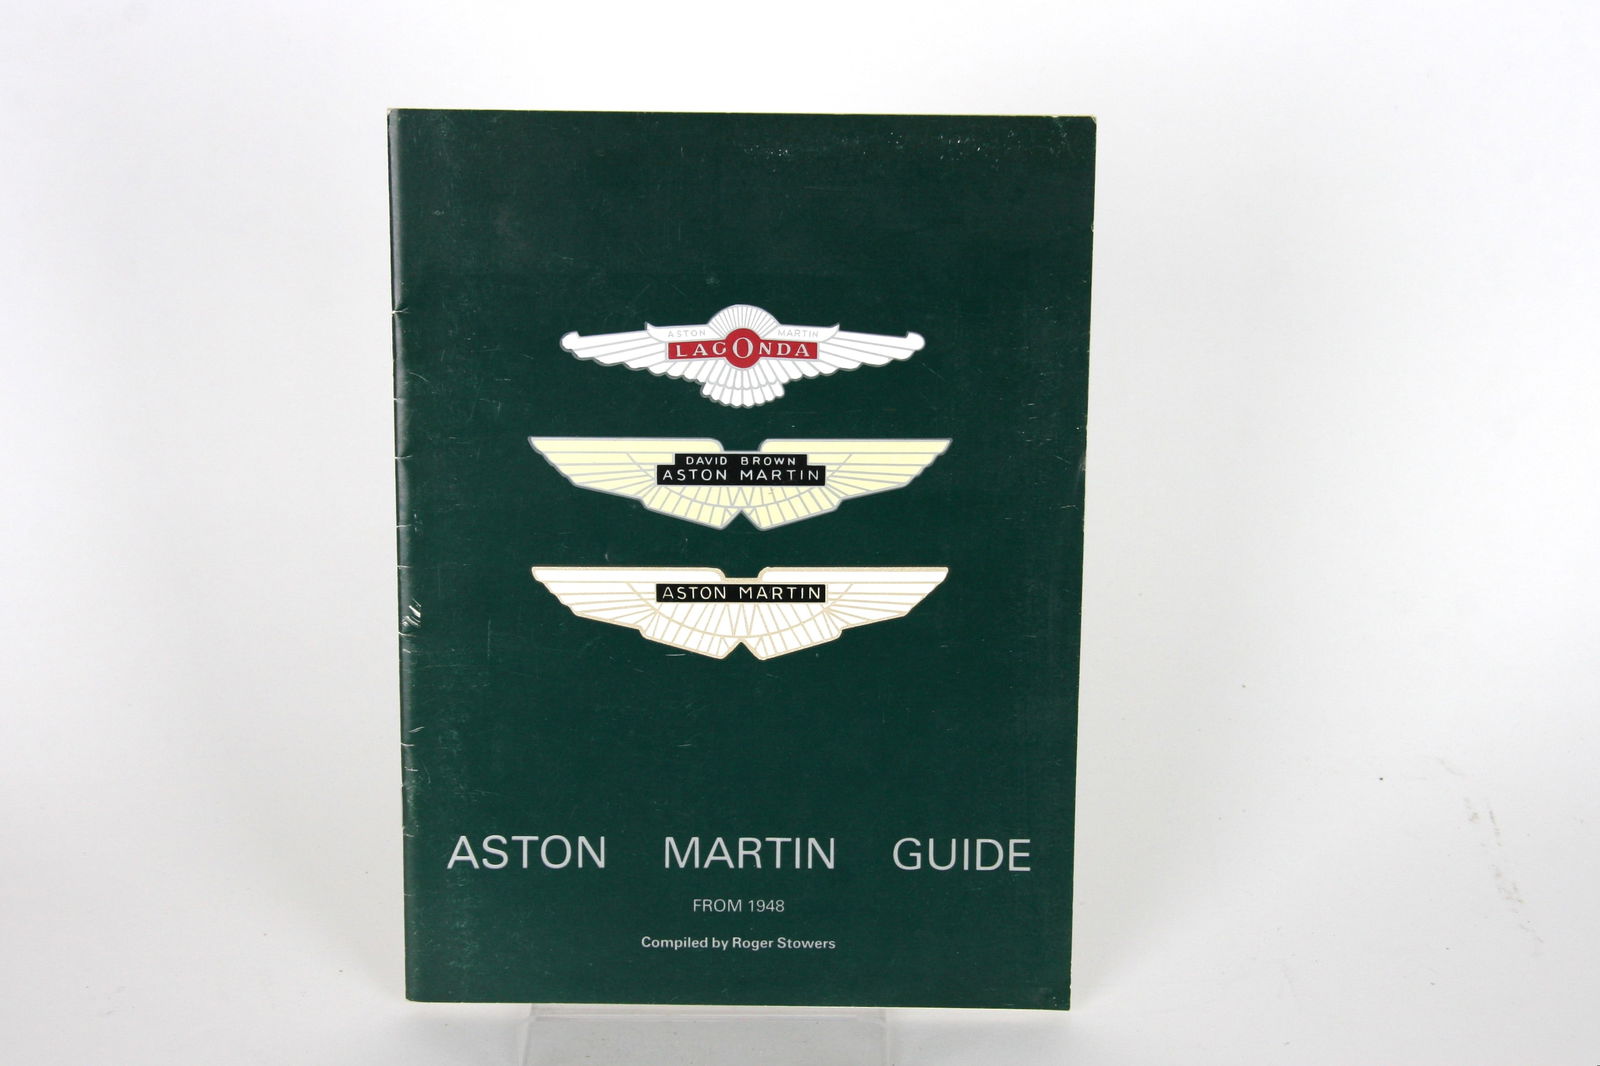 ASTON MARTIN
LAGONDA
DAVID BROWN
ASTON MARTIN
ASTON MARTIN
ASTON MARTIN GUIDE
FROM 1948
Compiled by Roger Stowers